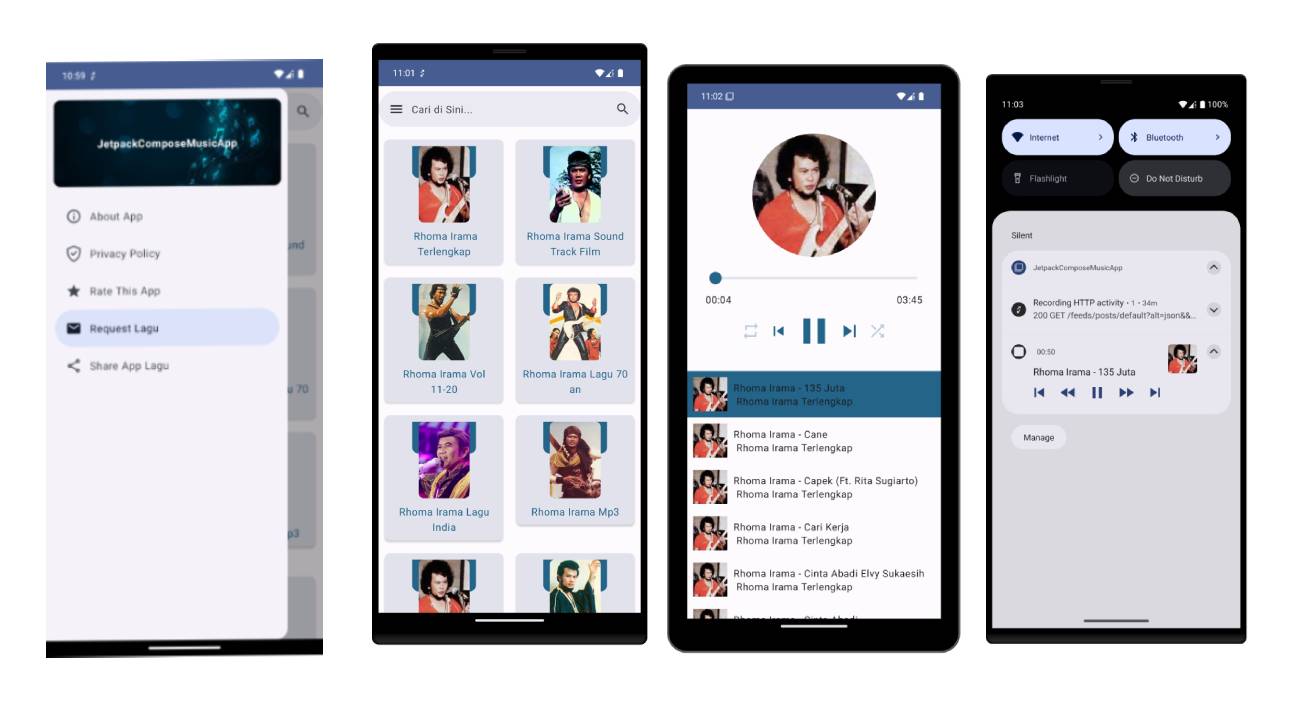 10:59
JetpackComposeMusicApp
About App
Privacy Policy
Rate This App
Request Lagu
Share App Lagu
und
u 70
p3
11:01
Cari di Sini...
Rhoma Irama
Terlengkap
Rhoma Irama Sound
Track Film
Rhoma Irama Vol
11-20
Rhoma Irama Lagu 70
an
Rhoma Irama Lagu
India
Rhoma Irama Mp3
11:02
00:04
03:45
Rhoma Irama - 135 Juta
Rhoma Irama Terlengkap
Rhoma Irama - Cane
Rhoma Irama Terlengkap
Rhoma Irama - Capek (Ft. Rita Sugiarto)
Rhoma Irama Terlengkap
Rhoma Irama - Cari Kerja
Rhoma Irama Terlengkap
Rhoma Irama - Cinta Abadi Elvy Sukaesih
Rhoma Irama Terlengkap
Rhoma Irama - Cinta Abadi
11:03
100%
Internet
Bluetooth
Flashlight
Do Not Disturb
Silent
JetpackComposeMusicApp
Recording HTTP activity • 1 • 34m
200 GET /feeds/posts/default?alt=json&&...
00:50
Rhoma Irama - 135 Juta
Manage